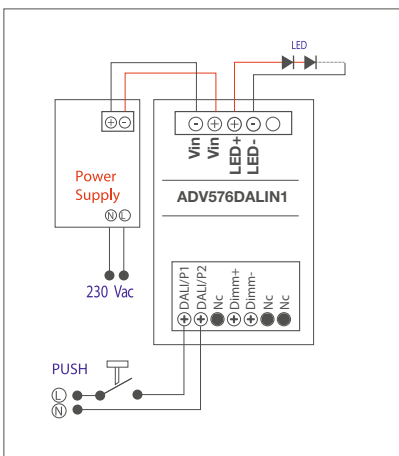 LED
+ -
- + + -
Vin Vin LED+ LED-
Power
Supply
ADV576DALIN1
N L
230 Vac
DALI/P1 DALI/P2 Nc Dimm+ Dimm- Nc Nc
+ + + +
PUSH
L
N